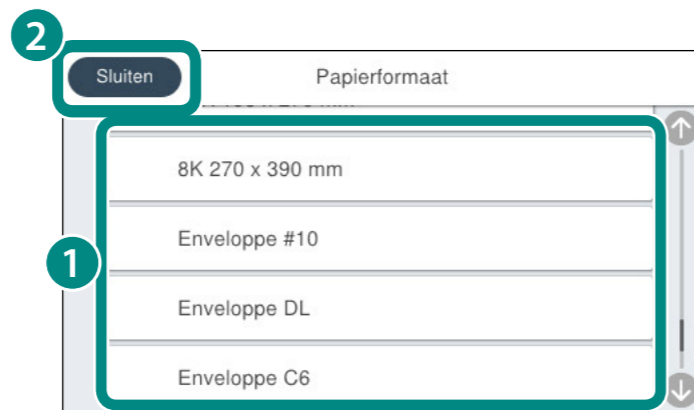 2
Sluiten
Papierformaat
8K 270 x 390 mm
Enveloppe #10
1
Enveloppe DL
Enveloppe C6